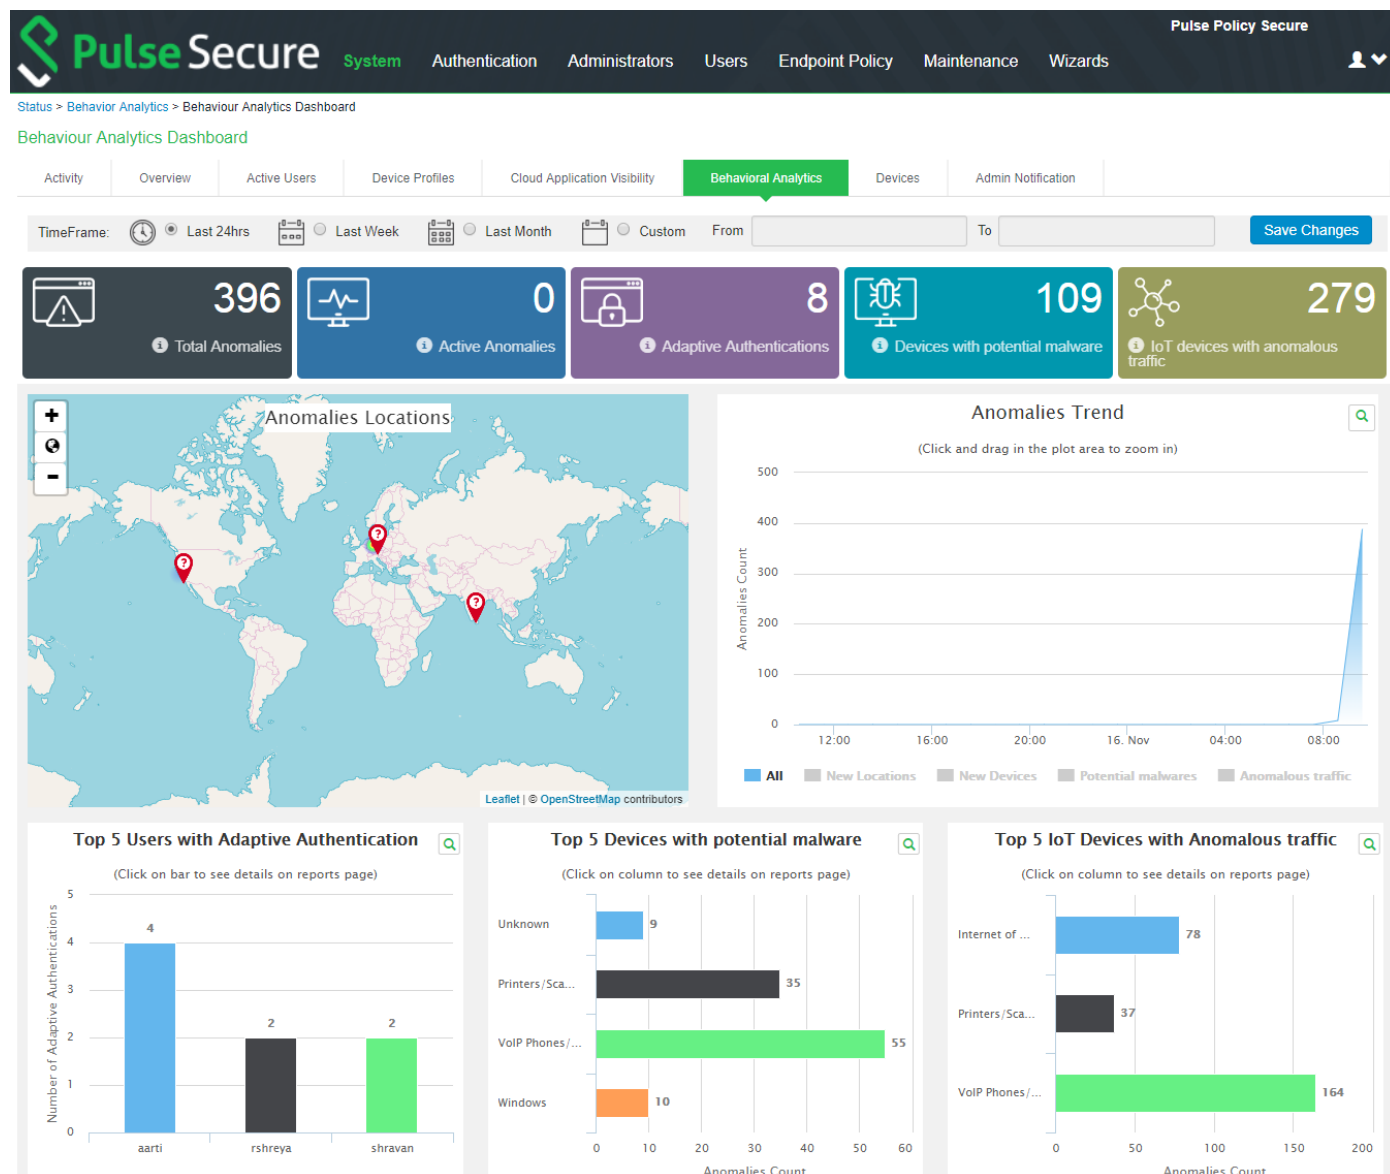 Pulse Policy Secure
Pulse Secure
System Authentication Administrators Users Endpoint Policy Maintenance Wizards
Status > Behavior Analytics > Behaviour Analytics Dashboard
Behaviour Analytics Dashboard
Activity Overview Active Users Device Profiles Cloud Application Visibility Behavioral Analytics Devices Admin Notification
TimeFrame: Last 24hrs Last Week Last Month Custom From To Save Changes
396
Total Anomalies
0
Active Anomalies
8
Adaptive Authentications
109
Devices with potential malware
279
IoT devices with anomalous
traffic
+
-
Anomalies Locations
? ? ?
Leaflet | © OpenStreetMap contributors
Anomalies Trend
(Click and drag in the plot area to zoom in)
Anomalies Count
500
400
300
200
100
0
12:00 16:00 20:00 16. Nov 04:00 08:00
All New Locations New Devices Potential malwares Anomalous traffic
Top 5 Users with Adaptive Authentication
(Click on bar to see details on reports page)
Number of Adaptive Authentications
5
4
3
2
1
0
4
2
2
aarti rshreya shravan
Top 5 Devices with potential malware
(Click on column to see details on reports page)
Unknown 9
Printers/Sca... 35
VoIP Phones/... 55
Windows 10
0 10 20 30 40 50 60
Anomalies Count
Top 5 IoT Devices with Anomalous traffic
(Click on column to see details on reports page)
Internet of ... 78
Printers/Sca... 37
VoIP Phones/... 164
0 50 100 150 200
Anomalies Count